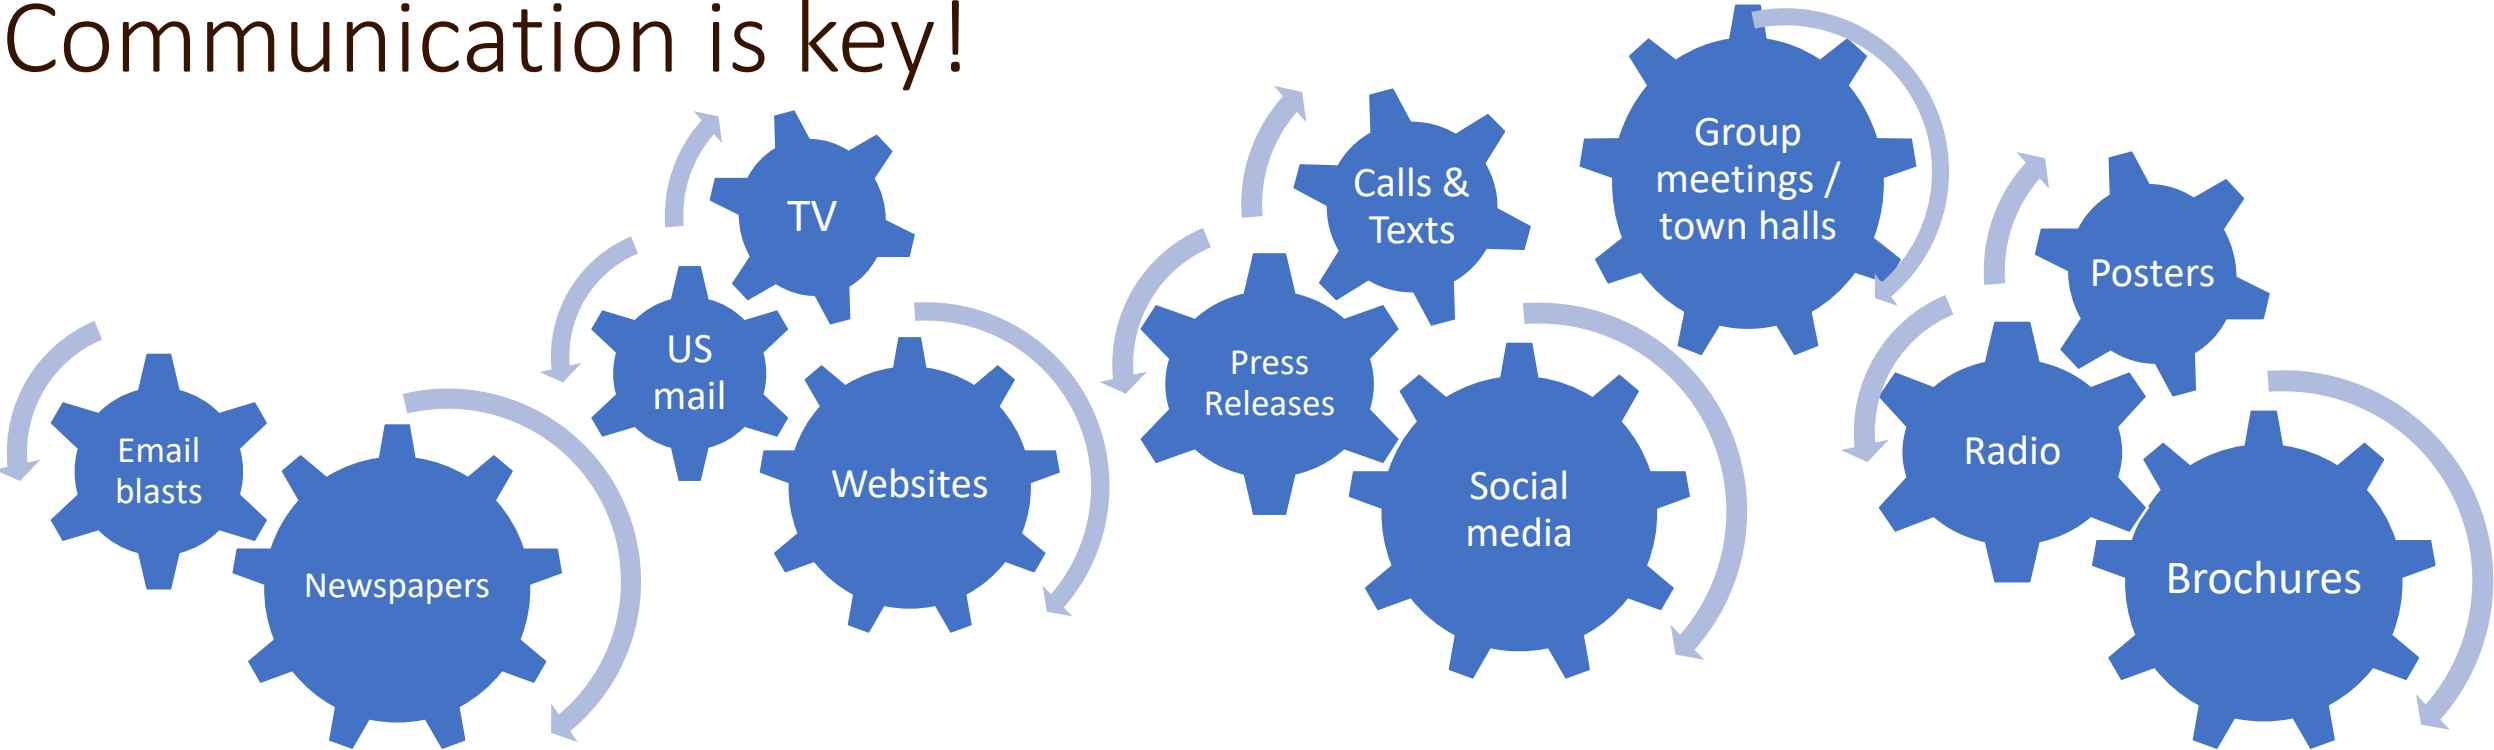 Communication is key!
Email
blasts
Newspapers
US
mail
TV
Websites
Press
Releases
Calls &
Texts
Social
media
Group
meetings /
town halls
Radio
Posters
Brochures